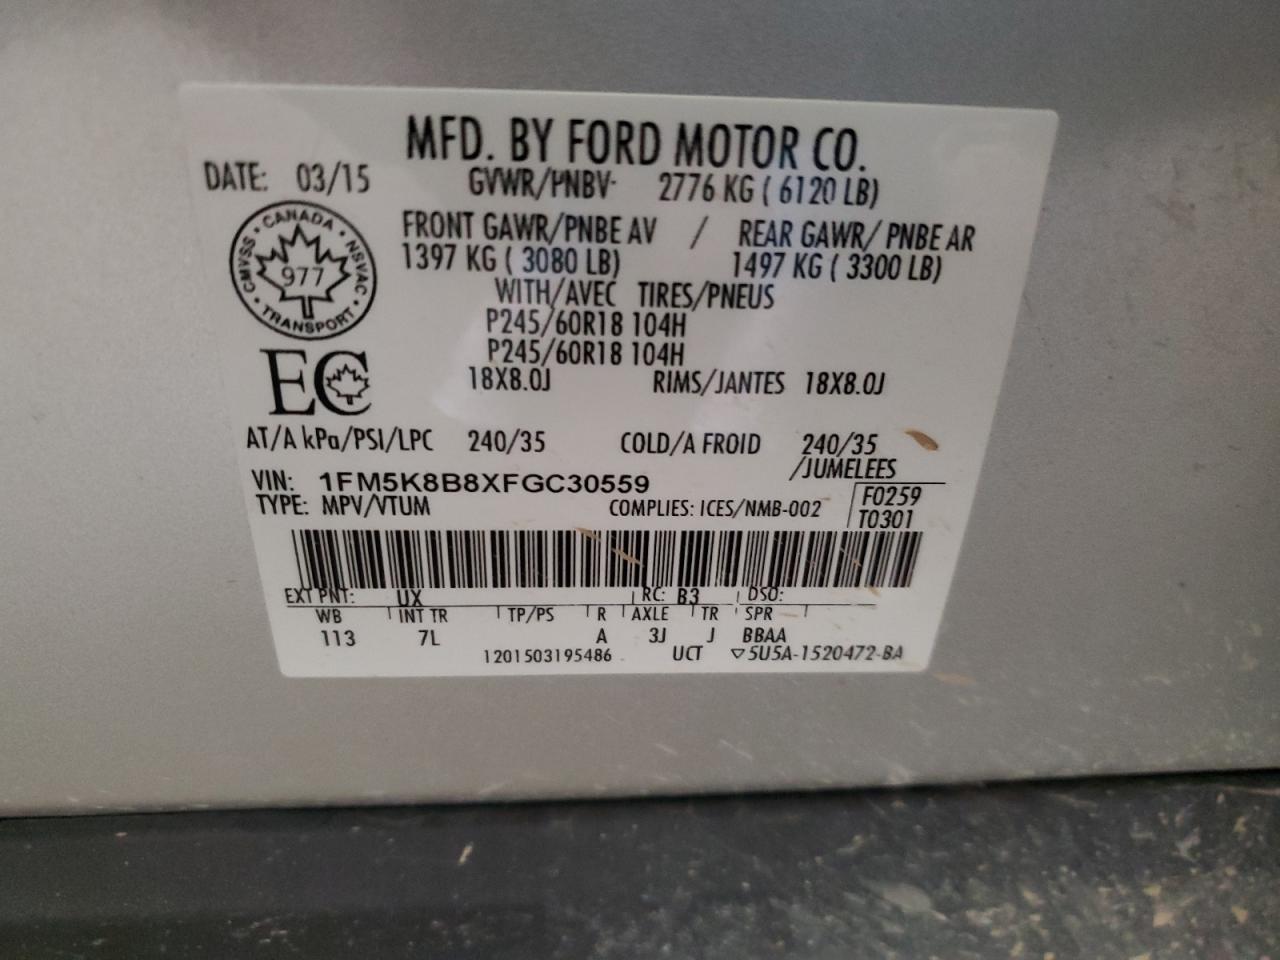 MFD. BY FORD MOTOR CO.
DATE: 03/15 GVWR/PNBV- 2776 KG ( 6120 LB)
FRONT GAWR/PNBE AV / REAR GAWR/ PNBE AR
1397 KG ( 3080 LB) 1497 KG ( 3300 LB)
WITH/AVEC TIRES/PNEUS
P245/60R18 104H
P245/60R18 104H
18X8.0J RIMS/JANTES 18X8.0J
CANADA
CMVSS · NSVAC
977
TRANSPORT
EC
AT/A kPa/PSI/LPC 240/35 COLD/A FROID 240/35
/JUMELEES
VIN: 1FM5K8B8XFGC30559 F0259
TYPE: MPV/VTUM COMPLIES: ICES/NMB-002 T0301
EXT PNT: UX RC: B3 DSO:
WB INT TR TP/PS R AXLE TR SPR
113 7L A 3J J BBAA
1201503195486 UCT ▽5U5A-1520472-BA